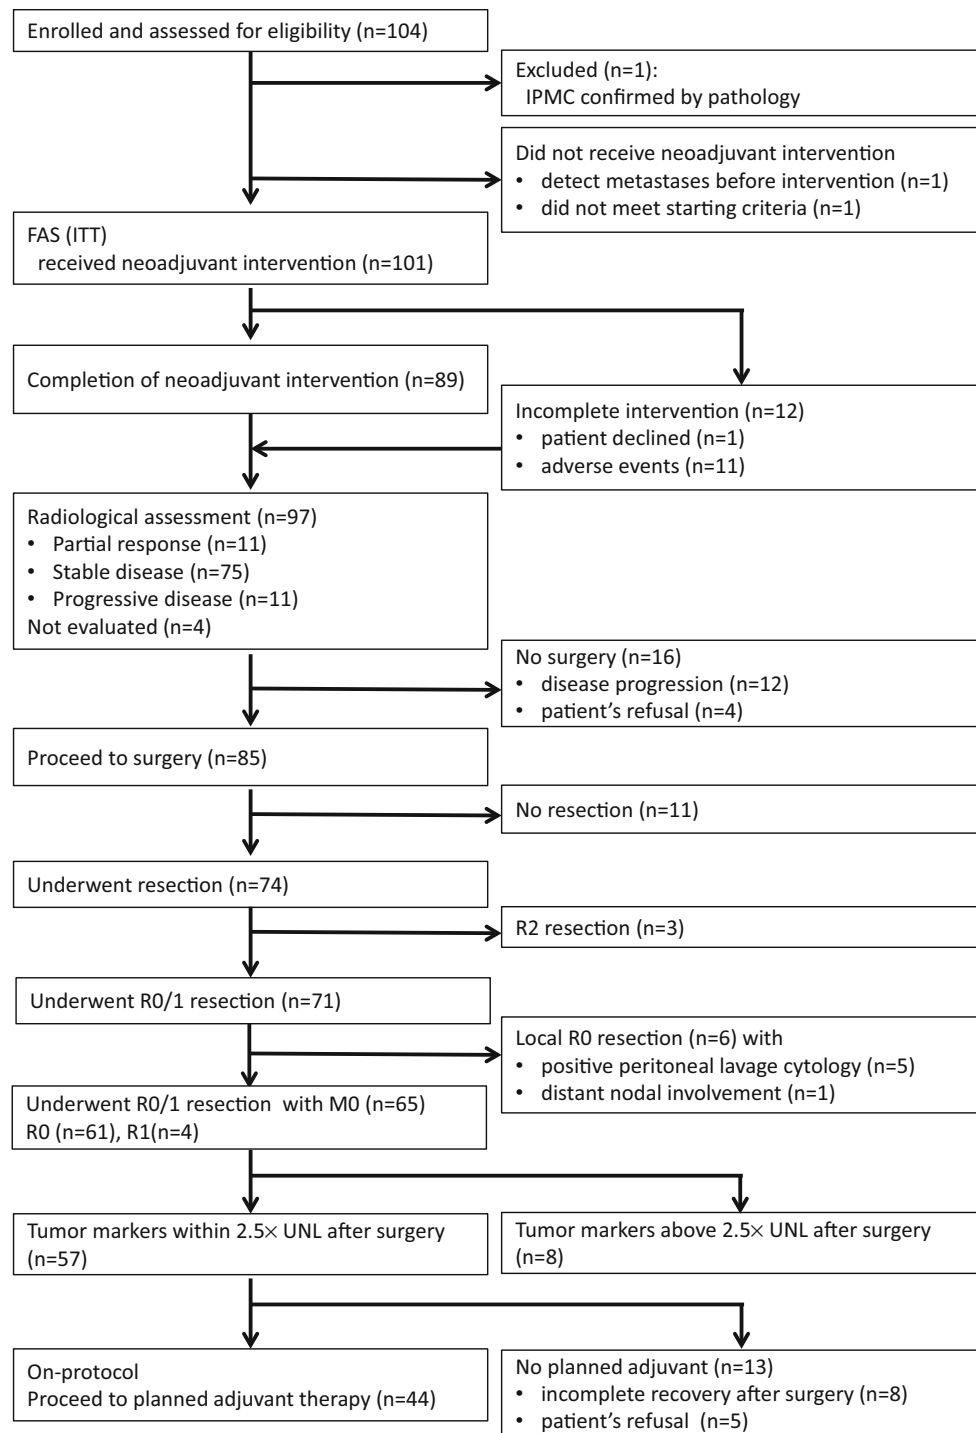 Enrolled and assessed for eligibility (n=104)
Excluded (n=1):
IPMC confirmed by pathology
Did not receive neoadjuvant intervention
• detect metastases before intervention (n=1)
• did not meet starting criteria (n=1)
FAS (ITT)
received neoadjuvant intervention (n=101)
Completion of neoadjuvant intervention (n=89)
Incomplete intervention (n=12)
• patient declined (n=1)
• adverse events (n=11)
Radiological assessment (n=97)
• Partial response (n=11)
• Stable disease (n=75)
• Progressive disease (n=11)
Not evaluated (n=4)
No surgery (n=16)
• disease progression (n=12)
• patient's refusal (n=4)
Proceed to surgery (n=85)
No resection (n=11)
Underwent resection (n=74)
R2 resection (n=3)
Underwent R0/1 resection (n=71)
Local R0 resection (n=6) with
• positive peritoneal lavage cytology (n=5)
• distant nodal involvement (n=1)
Underwent R0/1 resection with M0 (n=65)
R0 (n=61), R1(n=4)
Tumor markers within 2.5× UNL after surgery
(n=57)
Tumor markers above 2.5× UNL after surgery
(n=8)
On-protocol
Proceed to planned adjuvant therapy (n=44)
No planned adjuvant (n=13)
• incomplete recovery after surgery (n=8)
• patient's refusal (n=5)